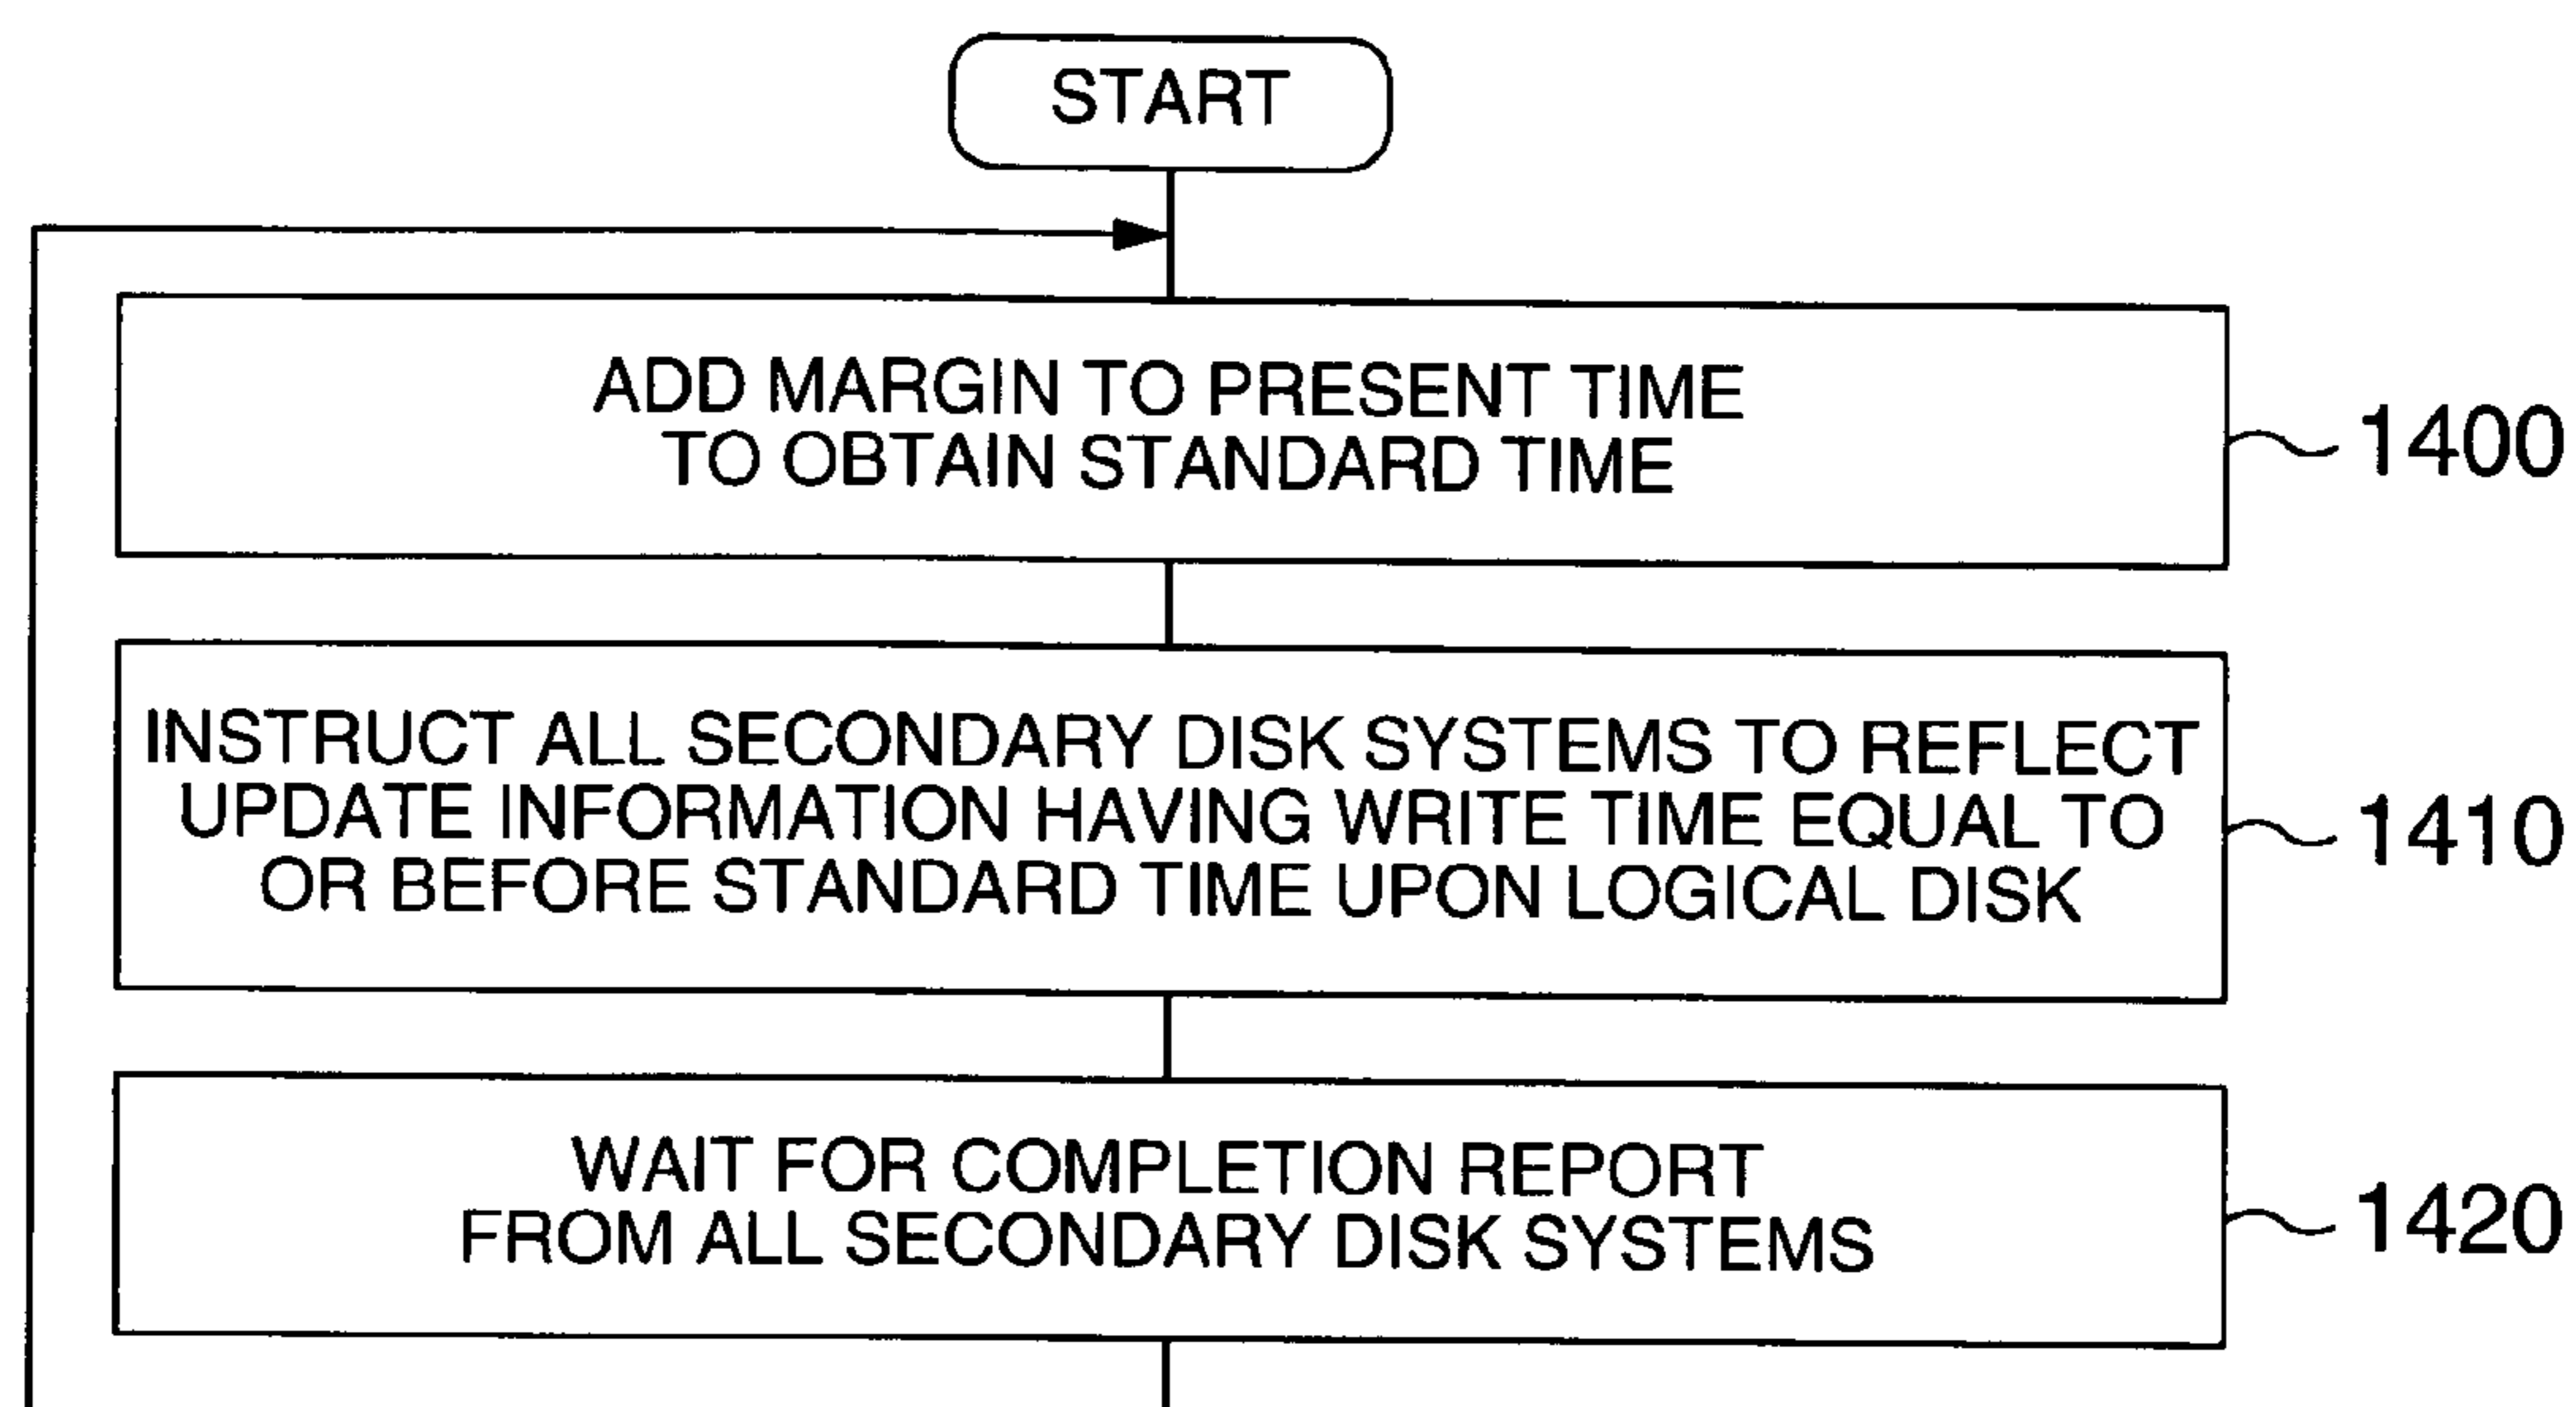 START
ADD MARGIN TO PRESENT TIME
TO OBTAIN STANDARD TIME
1400
INSTRUCT ALL SECONDARY DISK SYSTEMS TO REFLECT
UPDATE INFORMATION HAVING WRITE TIME EQUAL TO
OR BEFORE STANDARD TIME UPON LOGICAL DISK
1410
WAIT FOR COMPLETION REPORT
FROM ALL SECONDARY DISK SYSTEMS
1420